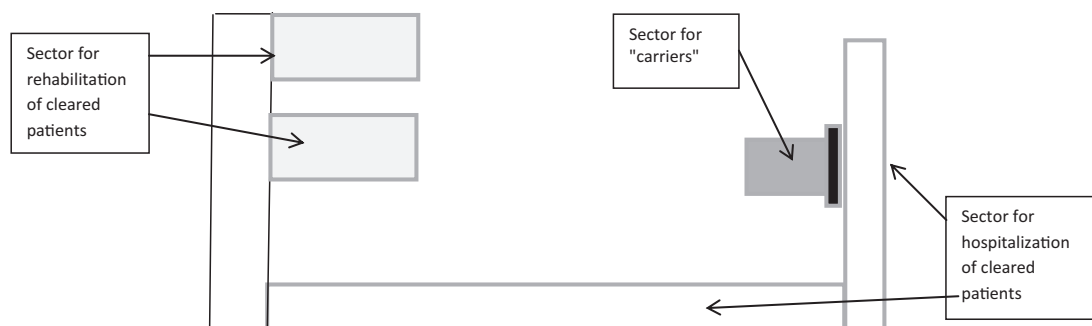 Sector for
rehabilitation
of cleared
patients
Sector for
"carriers"
Sector for
hospitalization
of cleared
patients